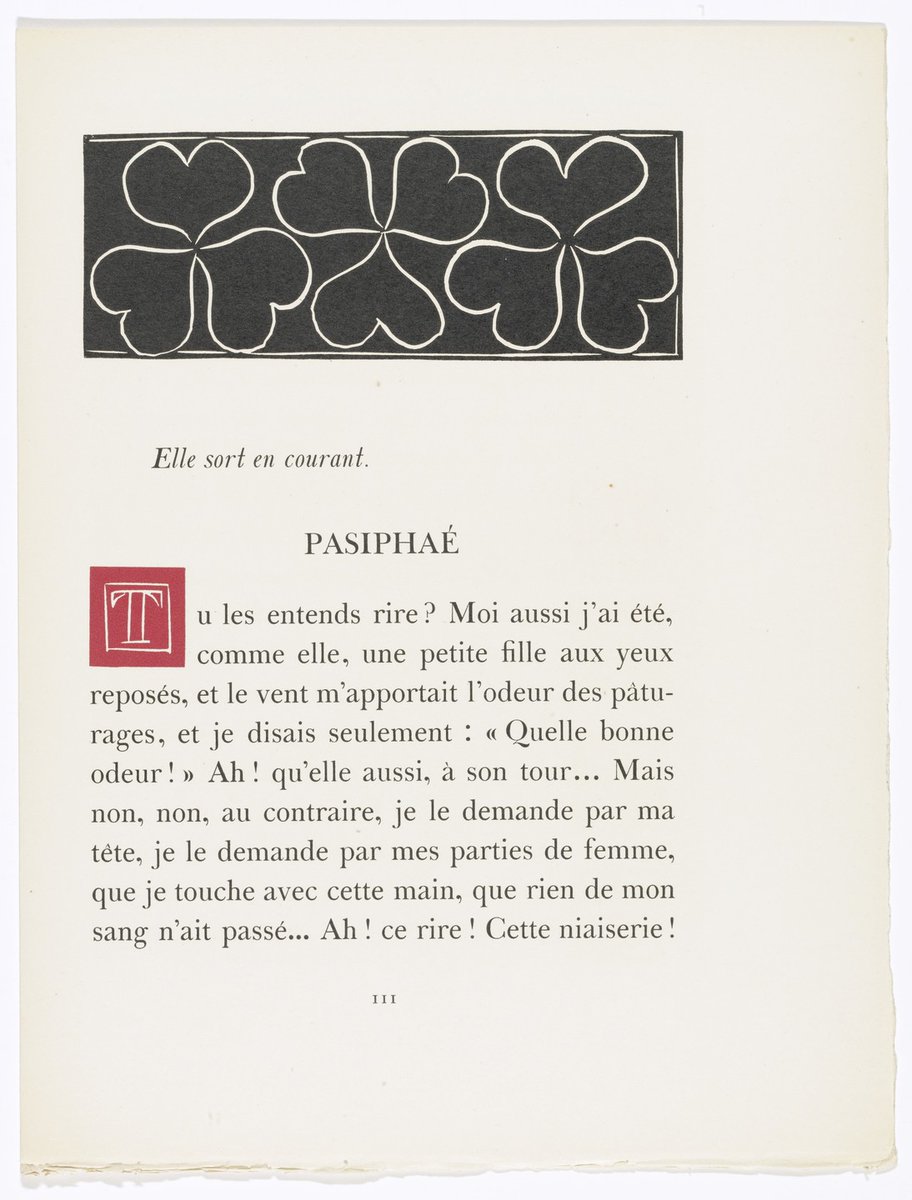 Elle sort en courant.
PASIPHAÉ
Tu les entends rire? Moi aussi j'ai été,
comme elle, une petite fille aux yeux
reposés, et le vent m'apportait l'odeur des pâtu-
rages, et je disais seulement : « Quelle bonne
odeur! » Ah! qu'elle aussi, à son tour... Mais
non, non, au contraire, je le demande par ma
tête, je le demande par mes parties de femme,
que je touche avec cette main, que rien de mon
sang n'ait passé... Ah! ce rire! Cette niaiserie!
III